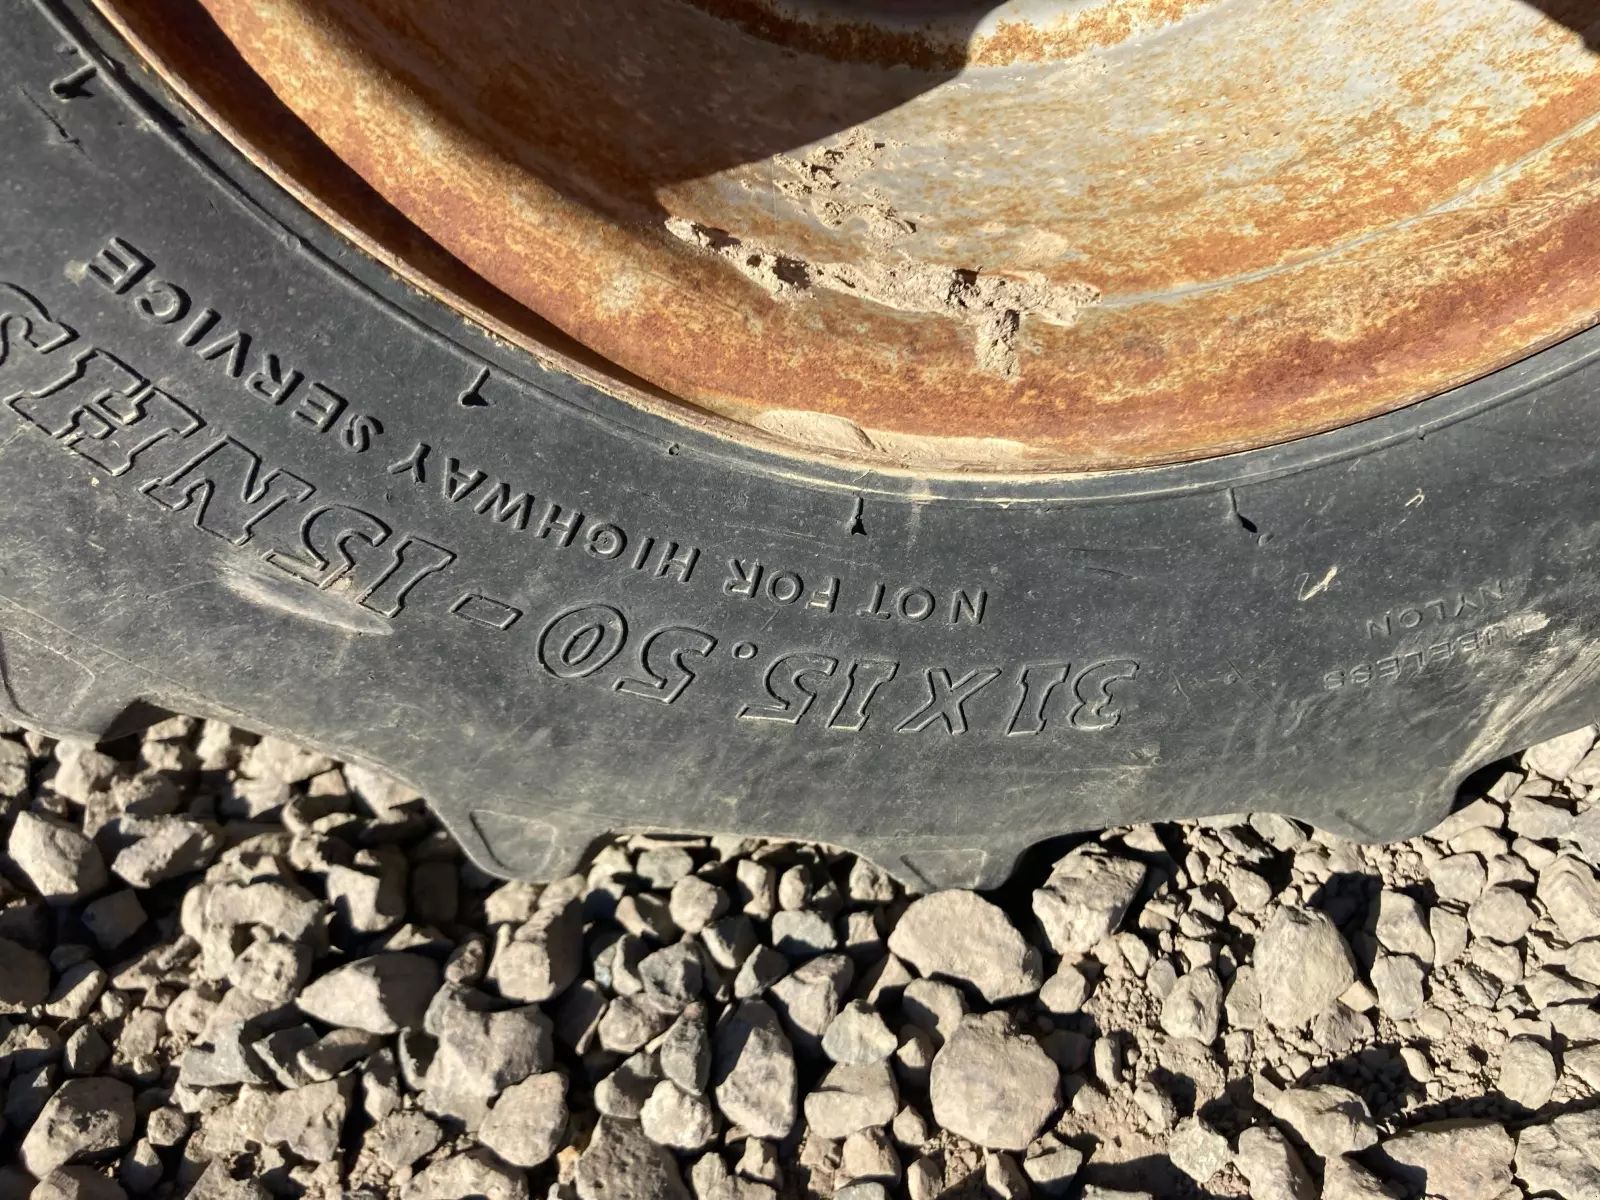 31X15.50-15NHS
NOT FOR HIGHWAY SERVICE
TUBELESS
NYLON